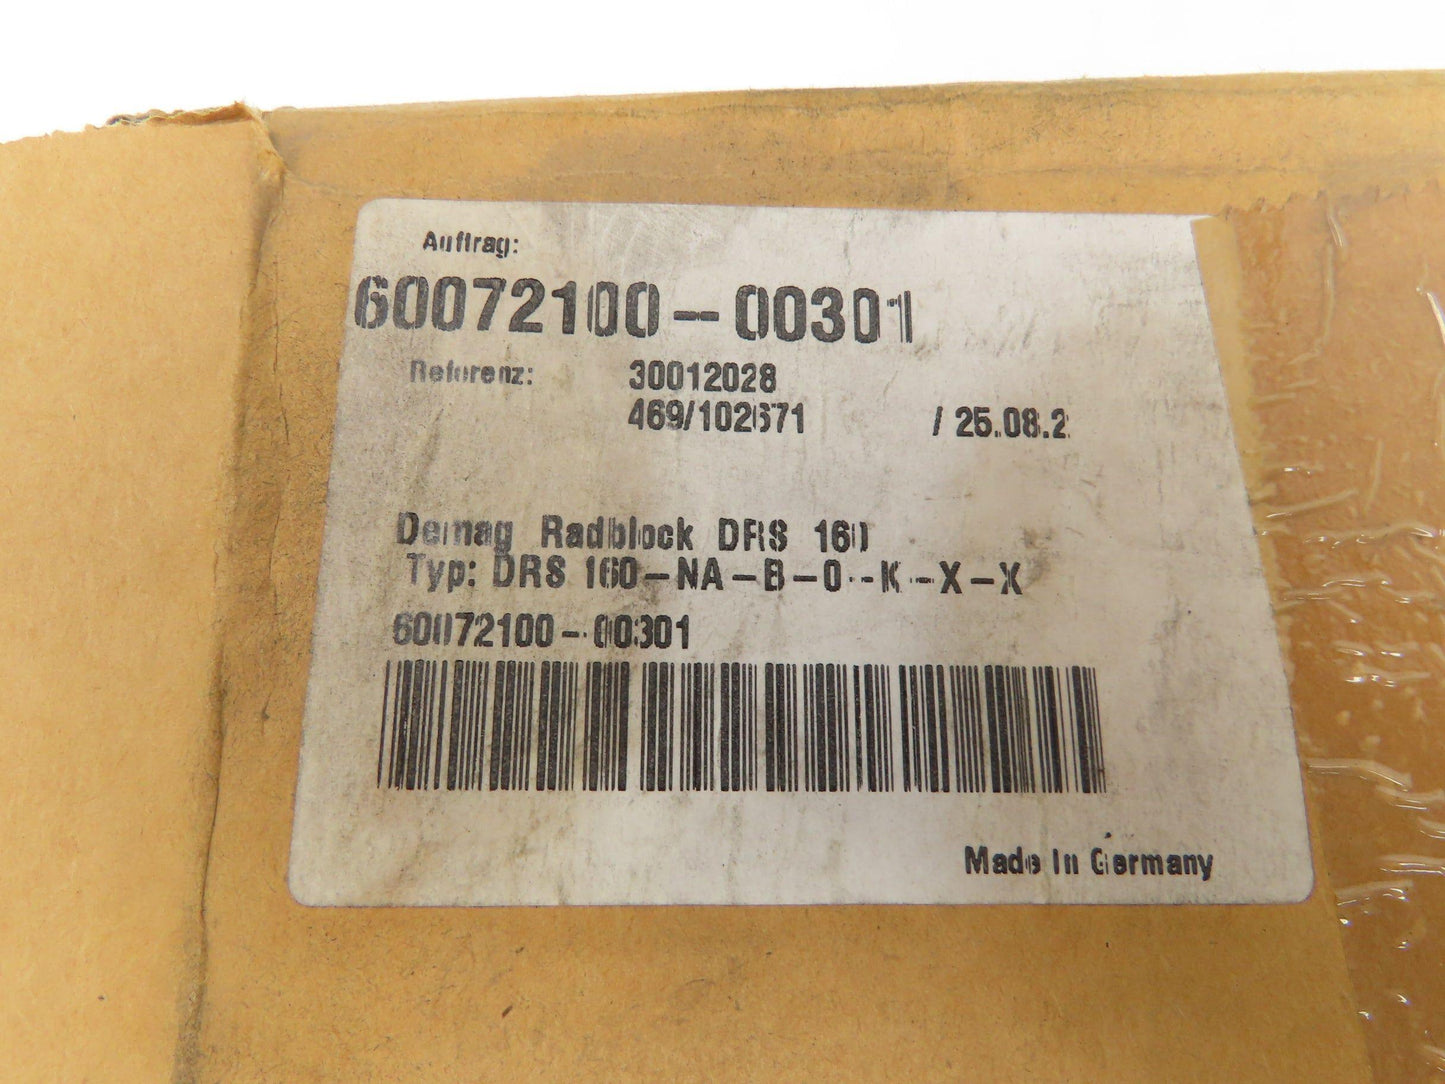 Auftrag:
60072100-00301
Referenz: 30012028
469/102671 / 25.08.2
Demag Radblock DRS 160
Typ: DRS 160-NA-B-0-K-X-X
60072100-00301
Made In Germany